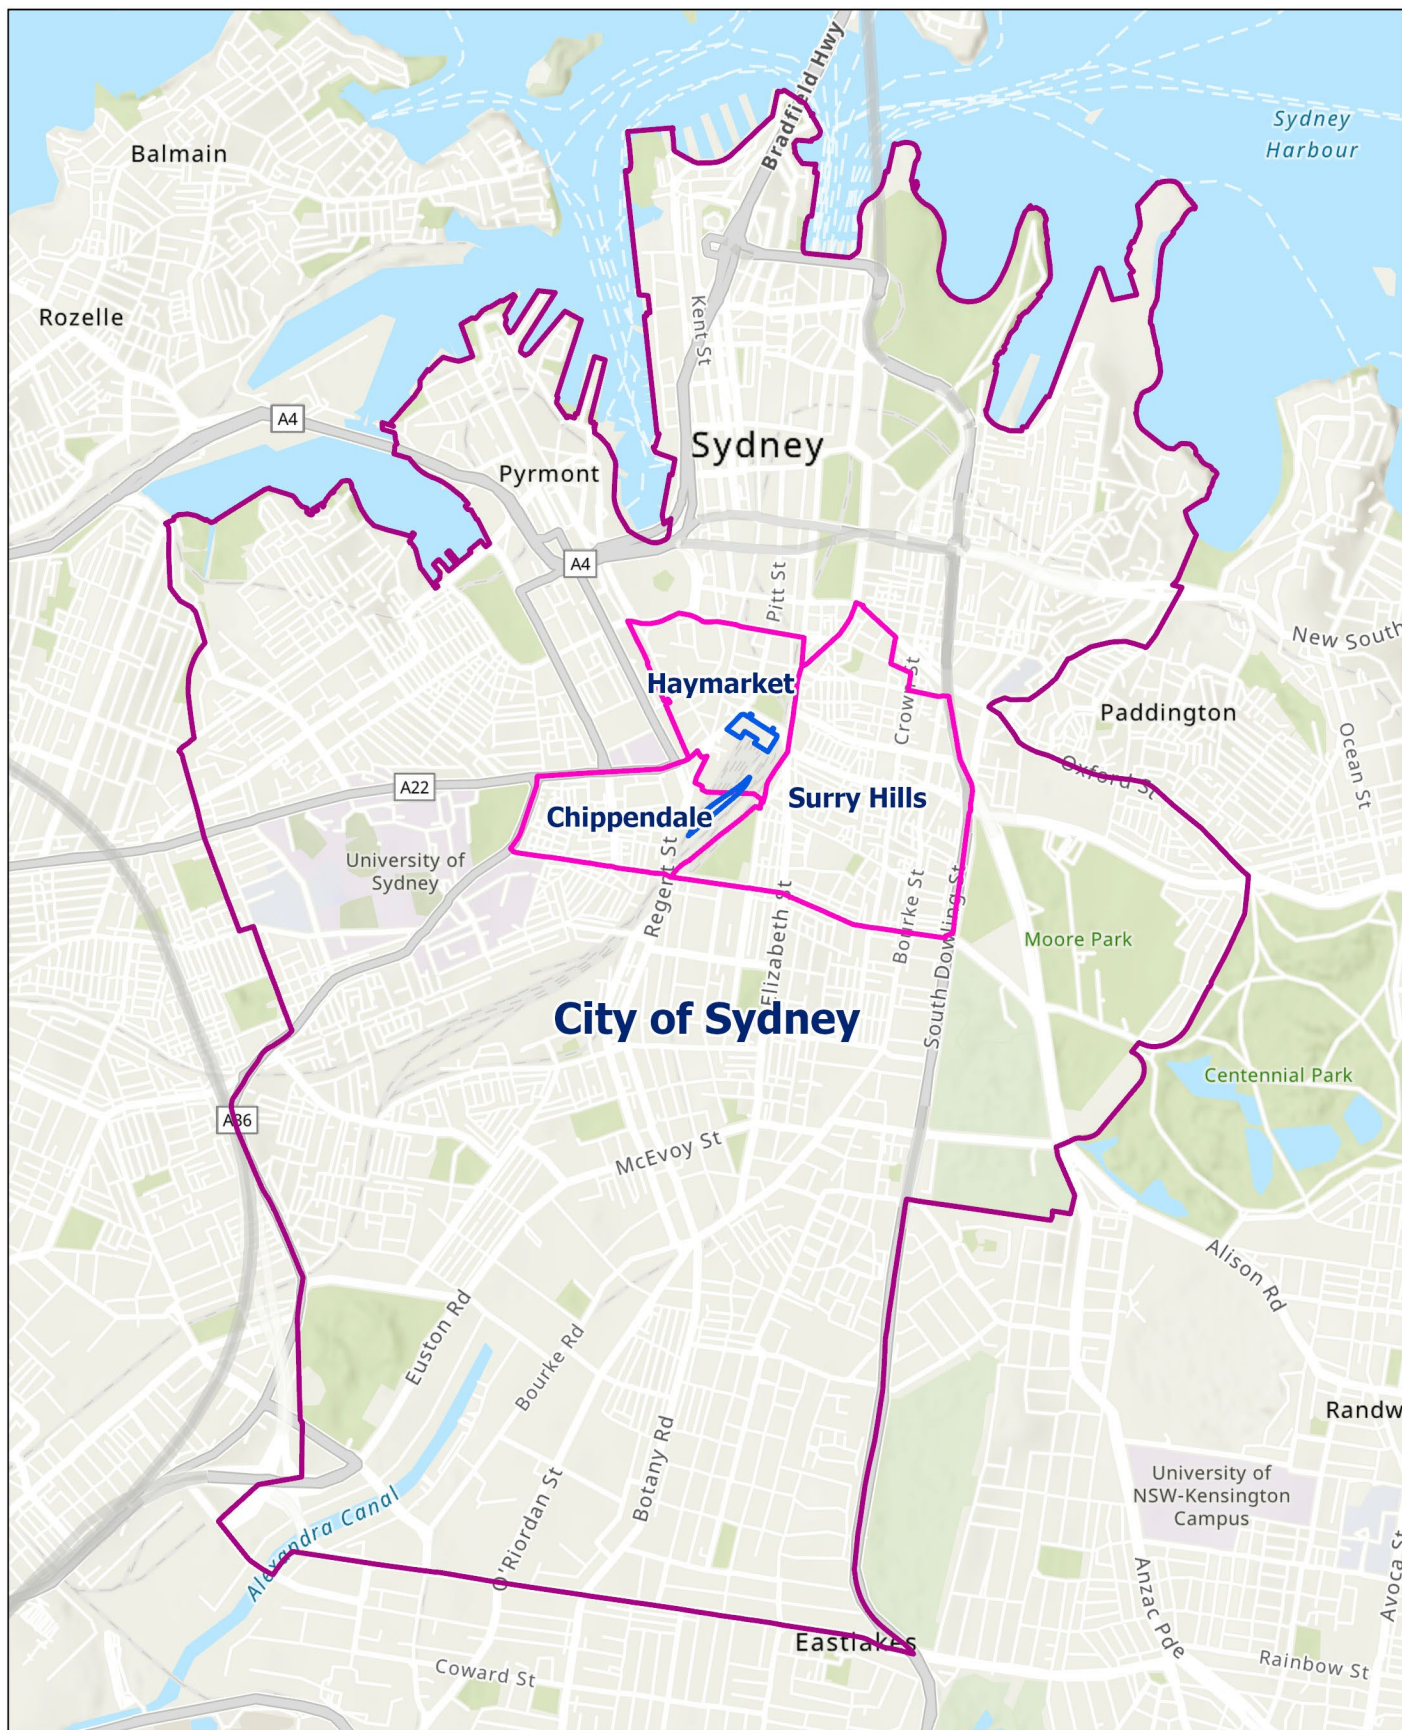 Bradfield Hwy
Sydney
Harbour
Balmain
Rozelle
Kent St
A4
Sydney
Pyrmont
A4
Pitt St
New South
Haymarket
Crown St
Paddington
Ocean St
Oxford St
A22
Chippendale
Surry Hills
University of
Sydney
Regent St
Elizabeth St
Bourke St
South Dowling St
Moore Park
City of Sydney
Centennial Park
A36
McEvoy St
Alison Rd
Euston Rd
Bourke Rd
Randw
Botany Rd
O'Riordan St
Alexandra Canal
University of
NSW-Kensington
Campus
Anzac Pde
Avoca St
Eastlakes
Coward St
Rainbow St